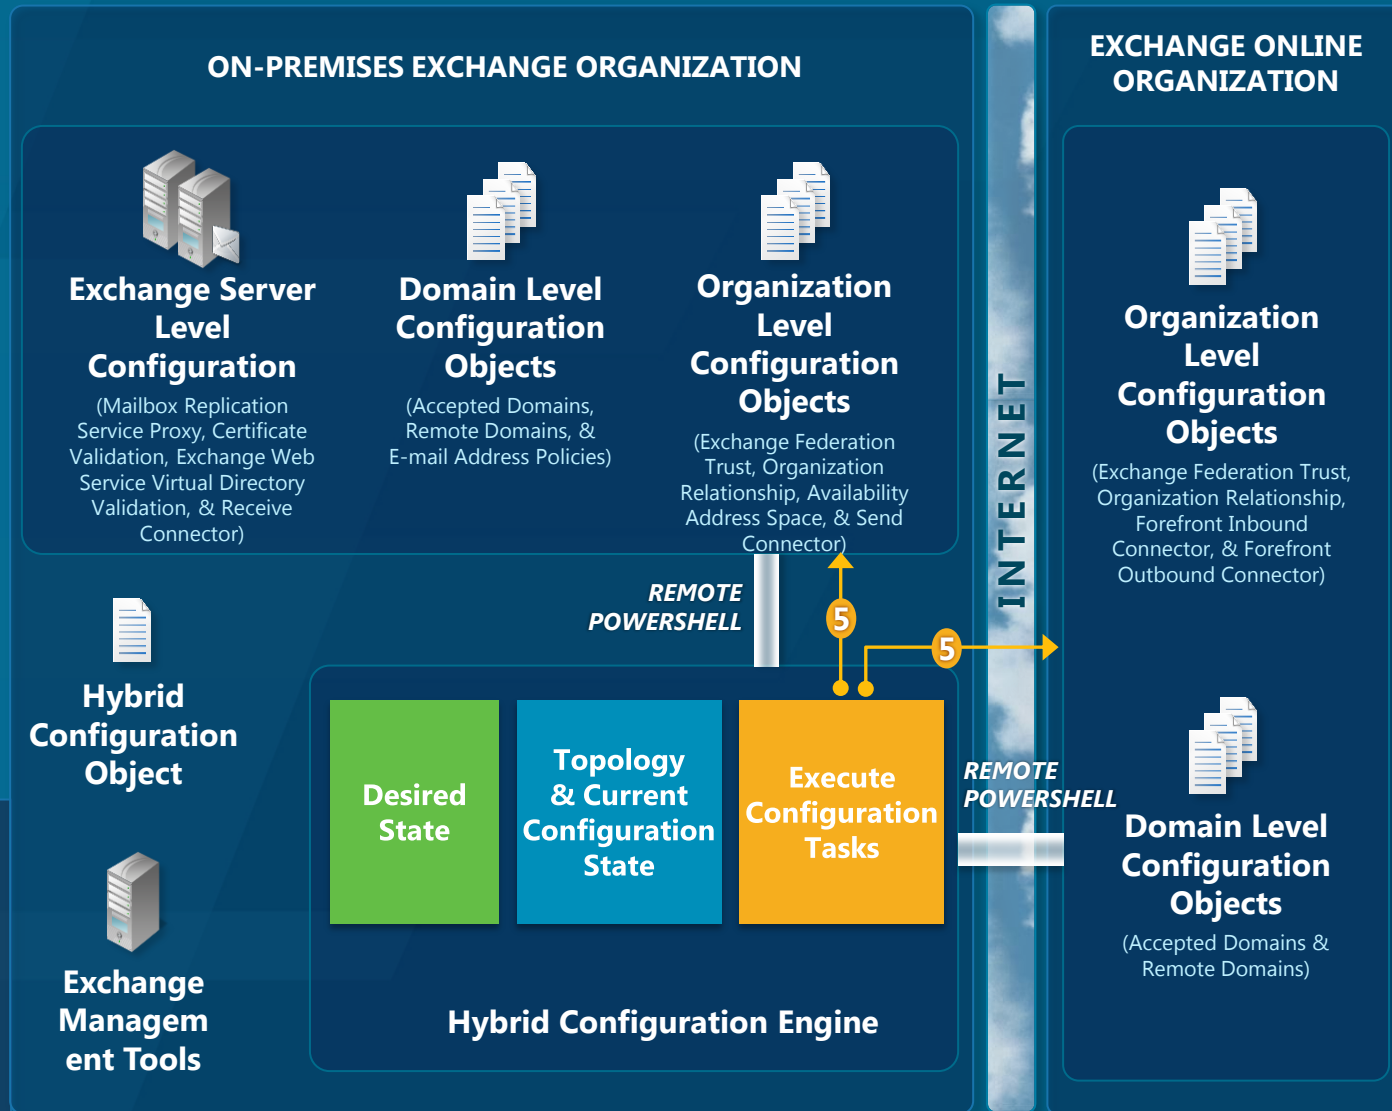 ON-PREMISES EXCHANGE ORGANIZATION
Exchange Server
Level
Configuration
(Mailbox Replication
Service Proxy, Certificate
Validation, Exchange Web
Service Virtual Directory
Validation, & Receive
Connector)
Domain Level
Configuration
Objects
(Accepted Domains,
Remote Domains, &
E-mail Address Policies)
Organization
Level
Configuration
Objects
(Exchange Federation
Trust, Organization
Relationship, Availability
Address Space, & Send
Connector)
REMOTE
POWERSHELL
5
5
Hybrid
Configuration
Object
Exchange
Managem
ent Tools
Desired
State
Topology
& Current
Configuration
State
Execute
Configuration
Tasks
Hybrid Configuration Engine
INTERNET
REMOTE
POWERSHELL
EXCHANGE ONLINE
ORGANIZATION
Organization
Level
Configuration
Objects
(Exchange Federation Trust,
Organization Relationship,
Forefront Inbound
Connector, & Forefront
Outbound Connector)
Domain Level
Configuration
Objects
(Accepted Domains &
Remote Domains)